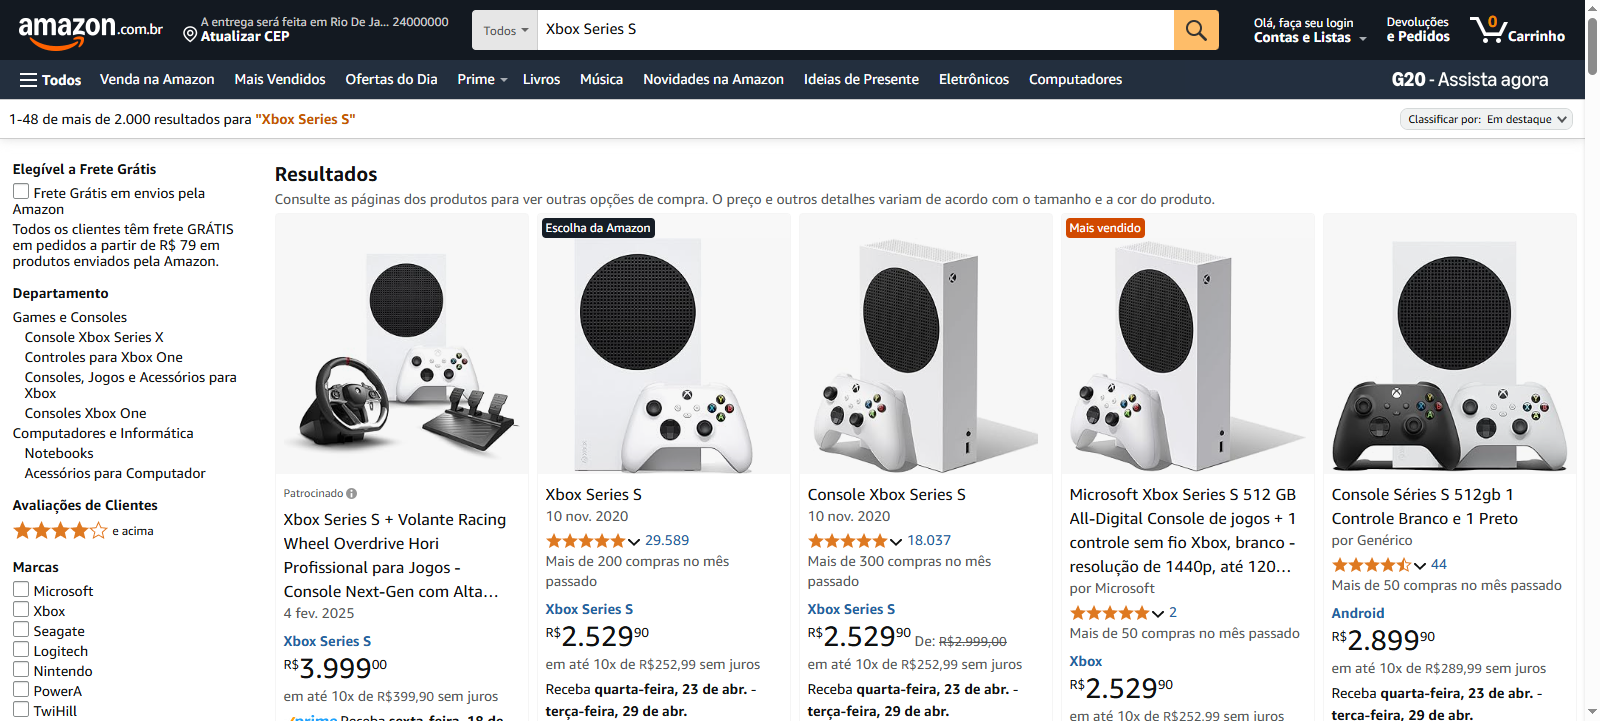 amazon.com.br
A entrega será feita em Rio De Ja... 24000000
Atualizar CEP
Todos
Xbox Series S
Olá, faça seu login
Contas e Listas
Devoluções
e Pedidos
0
Carrinho
Todos
Venda na Amazon
Mais Vendidos
Ofertas do Dia
Prime
Livros
Música
Novidades na Amazon
Ideias de Presente
Eletrônicos
Computadores
G20 - Assista agora
1-48 de mais de 2.000 resultados para "Xbox Series S"
Classificar por: Em destaque
Elegível a Frete Grátis
Frete Grátis em envios pela
Amazon
Todos os clientes têm frete GRÁTIS
em pedidos a partir de R$ 79 em
produtos enviados pela Amazon.
Departamento
Games e Consoles
Console Xbox Series X
Controles para Xbox One
Consoles, Jogos e Acessórios para
Xbox
Consoles Xbox One
Computadores e Informática
Notebooks
Acessórios para Computador
Avaliações de Clientes
e acima
Marcas
Microsoft
Xbox
Seagate
Logitech
Nintendo
PowerA
TwiHill
Resultados
Consulte as páginas dos produtos para ver outras opções de compra. O preço e outros detalhes variam de acordo com o tamanho e a cor do produto.
Patrocinado
Xbox Series S + Volante Racing
Wheel Overdrive Hori
Profissional para Jogos -
Console Next-Gen com Alta...
4 fev. 2025
Xbox Series S
R$3.99900
em até 10x de R$399,90 sem juros
prime Receba sexta-feira, 18 de
Escolha da Amazon
Xbox Series S
10 nov. 2020
29.589
Mais de 200 compras no mês
passado
Xbox Series S
R$2.52990
em até 10x de R$252,99 sem juros
Receba quarta-feira, 23 de abr. -
terça-feira, 29 de abr.
Console Xbox Series S
10 nov. 2020
18.037
Mais de 300 compras no mês
passado
Xbox Series S
R$2.52990 De: R$2.999,00
em até 10x de R$252,99 sem juros
Receba quarta-feira, 23 de abr. -
terça-feira, 29 de abr.
Mais vendido
Microsoft Xbox Series S 512 GB
All-Digital Console de jogos + 1
controle sem fio Xbox, branco -
resolução de 1440p, até 120...
por Microsoft
2
Mais de 50 compras no mês passado
Xbox
R$2.52990
em até 10x de R$252,99 sem juros
Console Séries S 512gb 1
Controle Branco e 1 Preto
por Genérico
44
Mais de 50 compras no mês passado
Android
R$2.89990
em até 10x de R$289,99 sem juros
Receba quarta-feira, 23 de abr. -
terça-feira, 29 de abr.